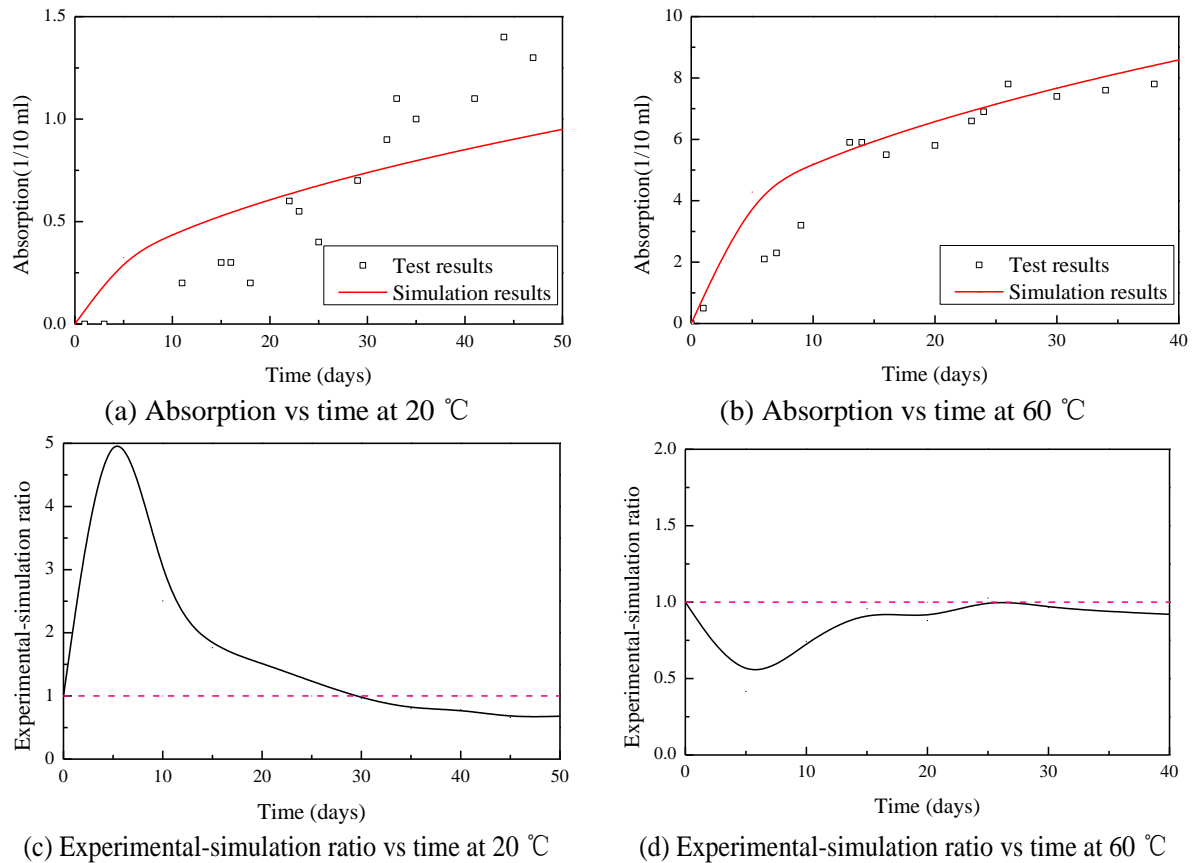 1.5
1.0
0.5
0.0
0
10
20
30
40
50
Absorption(1/10 ml)
Time (days)
Test results
Simulation results
(a) Absorption vs time at 20 ℃
10
8
6
4
2
0
0
10
20
30
40
Absorption(1/10 ml)
Time (days)
Test results
Simulation results
(b) Absorption vs time at 60 ℃
5
4
3
2
1
0
0
10
20
30
40
50
Experimental-simulation ratio
Time (days)
(c) Experimental-simulation ratio vs time at 20 ℃
2.0
1.5
1.0
0.5
0.0
0
10
20
30
40
Experimental-simulation ratio
Time (days)
(d) Experimental-simulation ratio vs time at 60 ℃